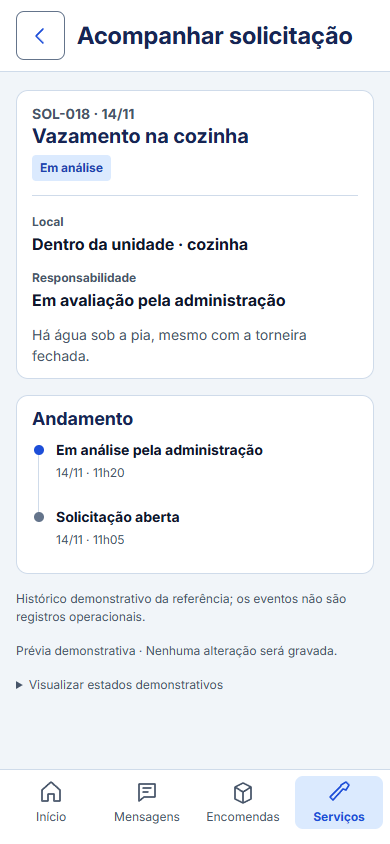 Acompanhar solicitação
SOL-018 · 14/11
Vazamento na cozinha
Em análise
Local
Dentro da unidade · cozinha
Responsabilidade
Em avaliação pela administração
Há água sob a pia, mesmo com a torneira
fechada.
Andamento
Em análise pela administração
14/11 · 11h20
Solicitação aberta
14/11 · 11h05
Histórico demonstrativo da referência; os eventos não são
registros operacionais.
Prévia demonstrativa · Nenhuma alteração será gravada.
Visualizar estados demonstrativos
Início
Mensagens
Encomendas
Serviços